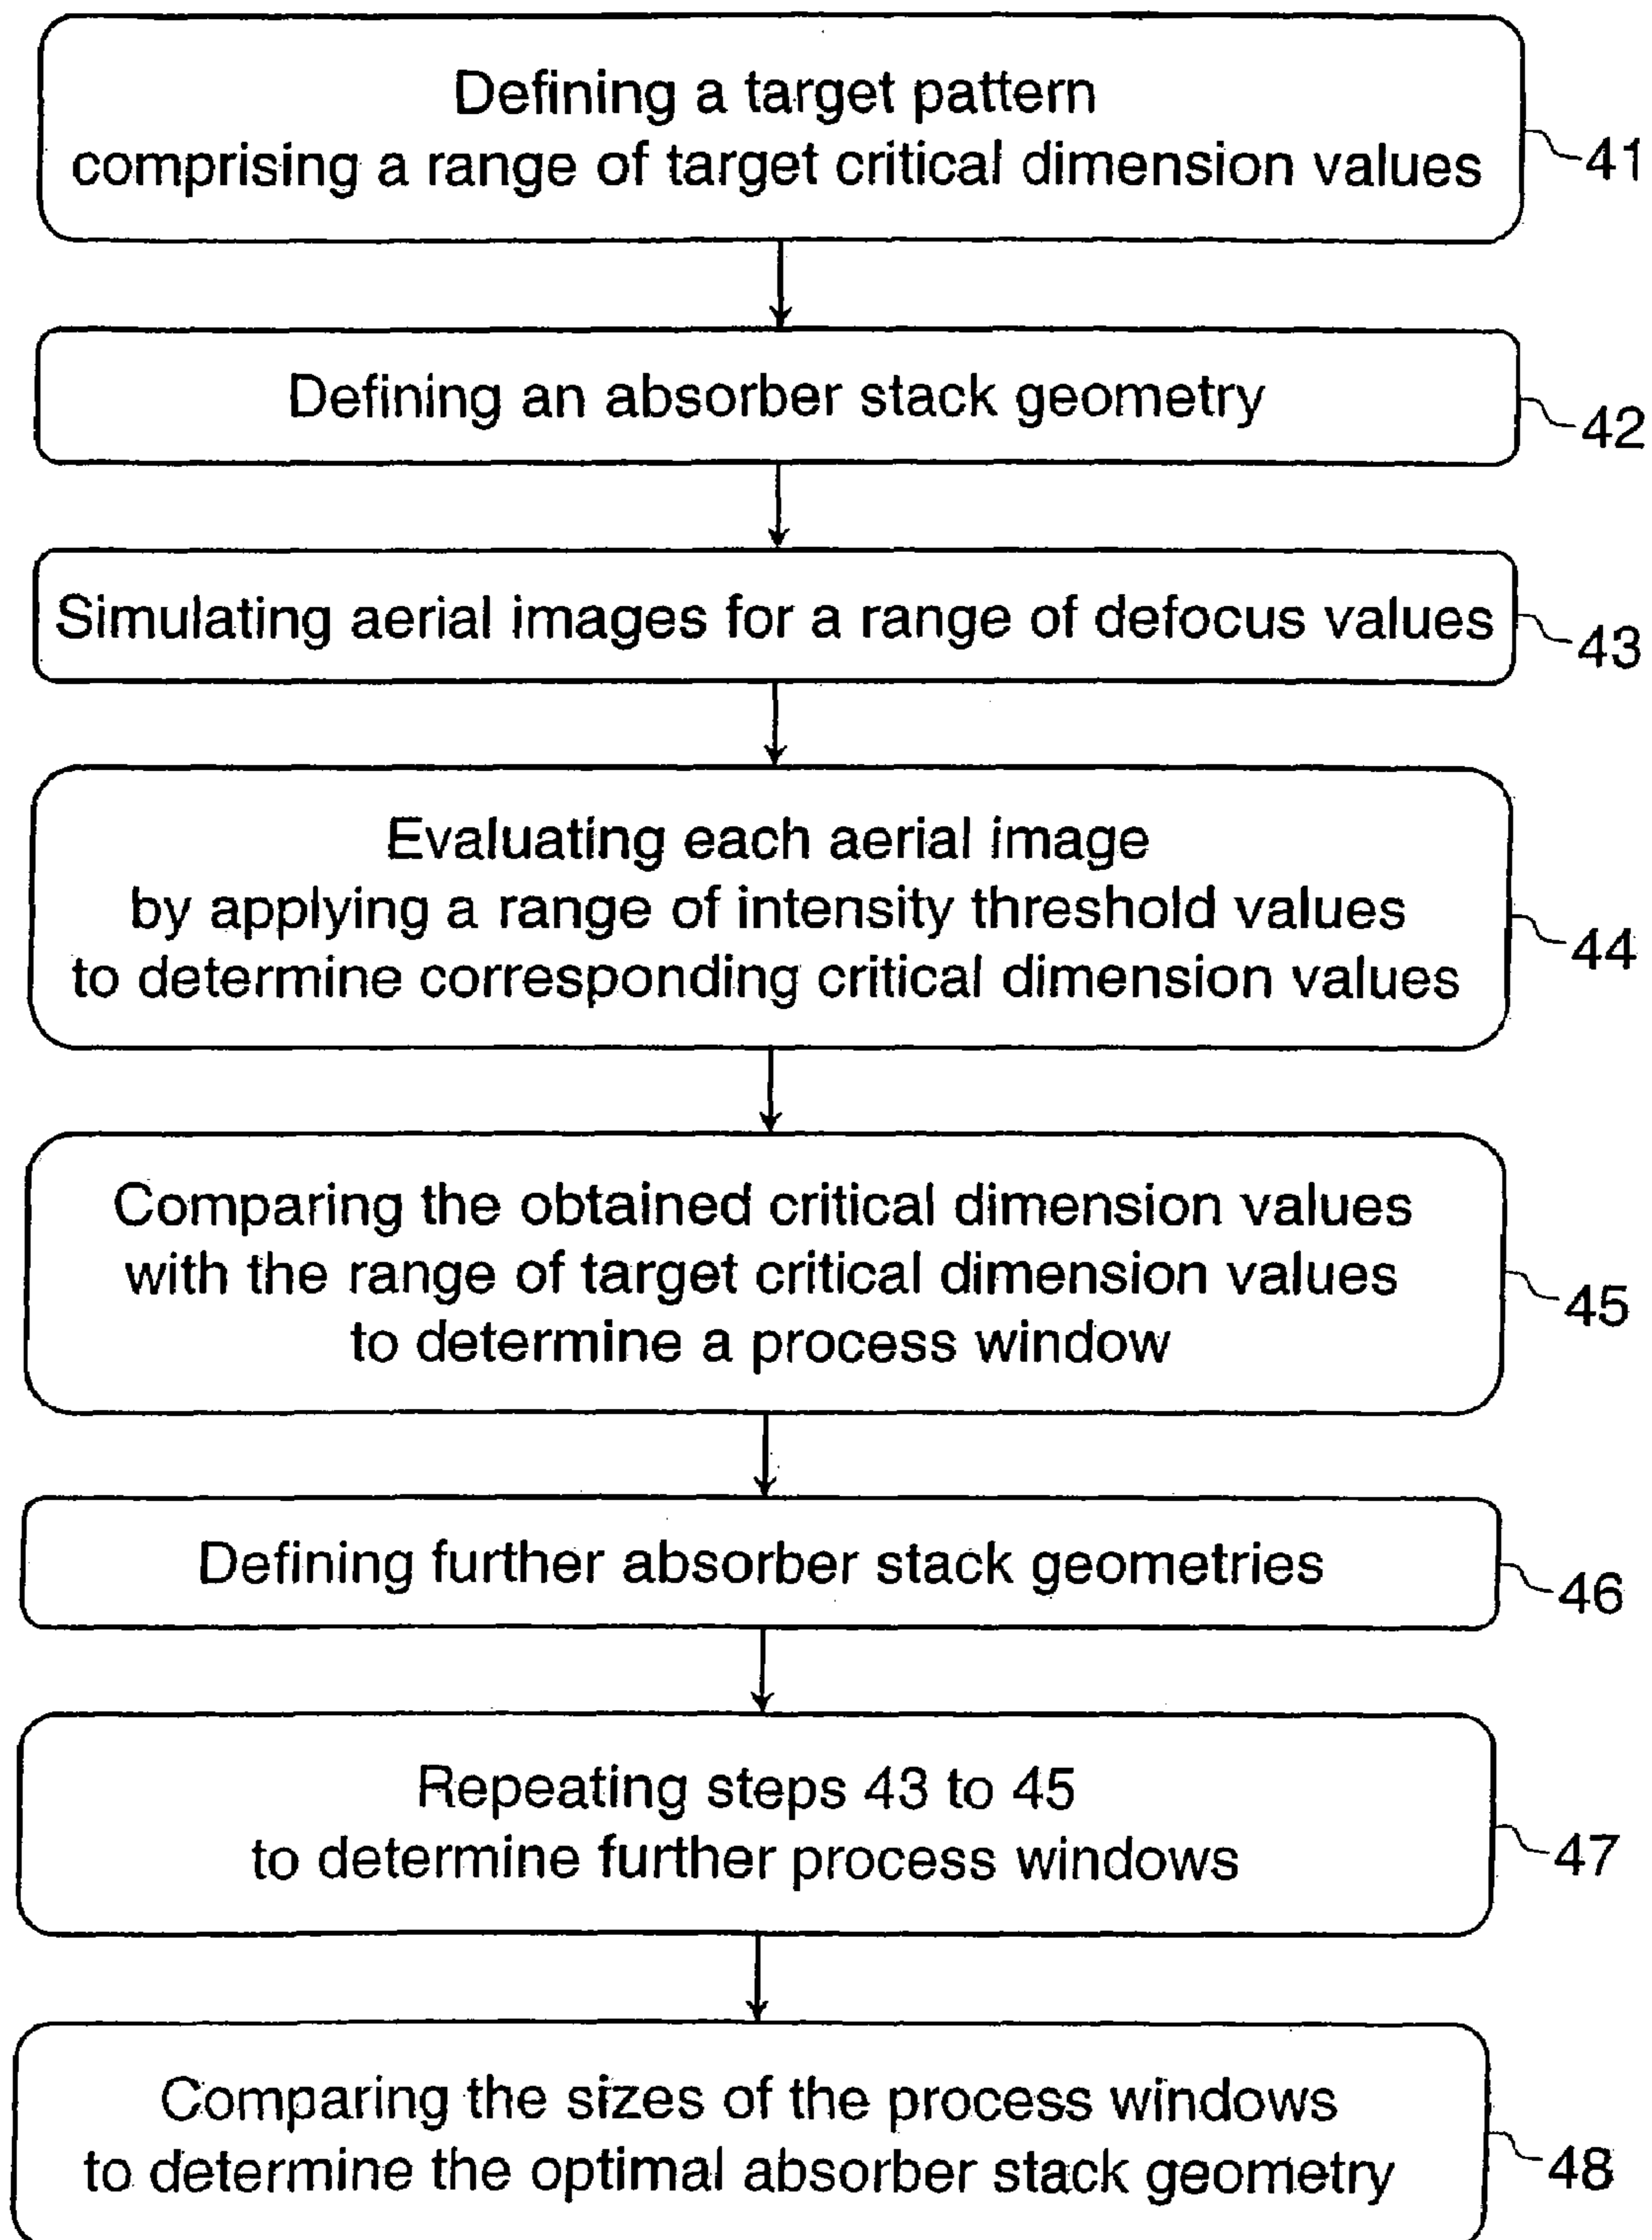 Defining a target pattern
comprising a range of target critical dimension values
41
Defining an absorber stack geometry
42
Simulating aerial images for a range of defocus values
43
Evaluating each aerial image
by applying a range of intensity threshold values
to determine corresponding critical dimension values
44
Comparing the obtained critical dimension values
with the range of target critical dimension values
to determine a process window
45
Defining further absorber stack geometries
46
Repeating steps 43 to 45
to determine further process windows
47
Comparing the sizes of the process windows
to determine the optimal absorber stack geometry
48